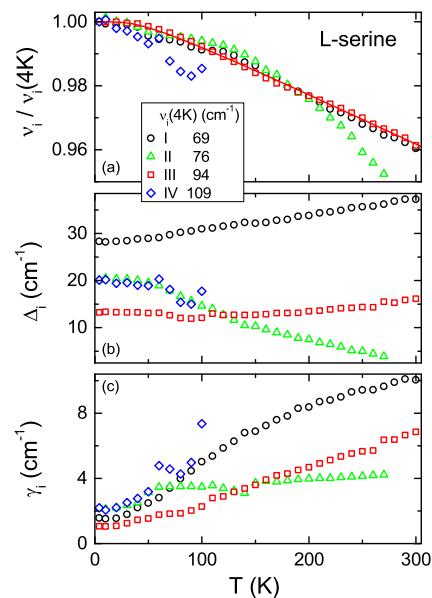 L-serine
1.00
0.98
0.96
νᵢ / νᵢ(4K)
(a)
νᵢ(4K) (cm⁻¹)
I 69
II 76
III 94
IV 109
30
20
10
Δᵢ (cm⁻¹)
(b)
(c)
8
4
0
γᵢ (cm⁻¹)
0 100 200 300
T (K)